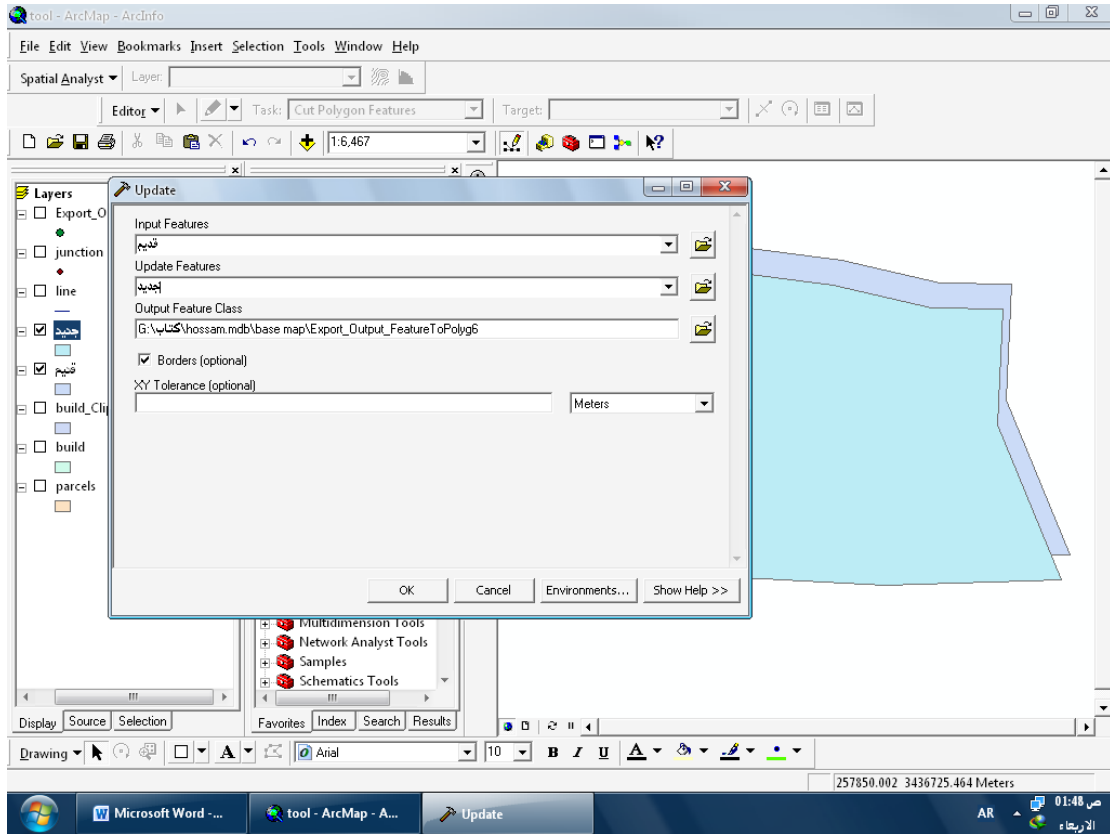 tool - ArcMap - ArcInfo
File Edit View Bookmarks Insert Selection Tools Window Help
Spatial Analyst Layer:
Editor Task: Cut Polygon Features Target:
1:6,467
Layers
Export_O
junction
line
جديد
قديم
build_Clip
build
parcels
Update
Input Features
قديم
Update Features
جديد
Output Feature Class
G:\كتاب\hossam.mdb\base map\Export_Output_FeatureToPolyg6
Borders (optional)
XY Tolerance (optional)
Meters
OK Cancel Environments... Show Help >>
Multidimension Tools
Network Analyst Tools
Samples
Schematics Tools
Display Source Selection
Favorites Index Search Results
Drawing A Arial 10 B I U A
257850.002 3436725.464 Meters
Microsoft Word -... tool - ArcMap - A... Update AR 01:48 ص
الاربعاء